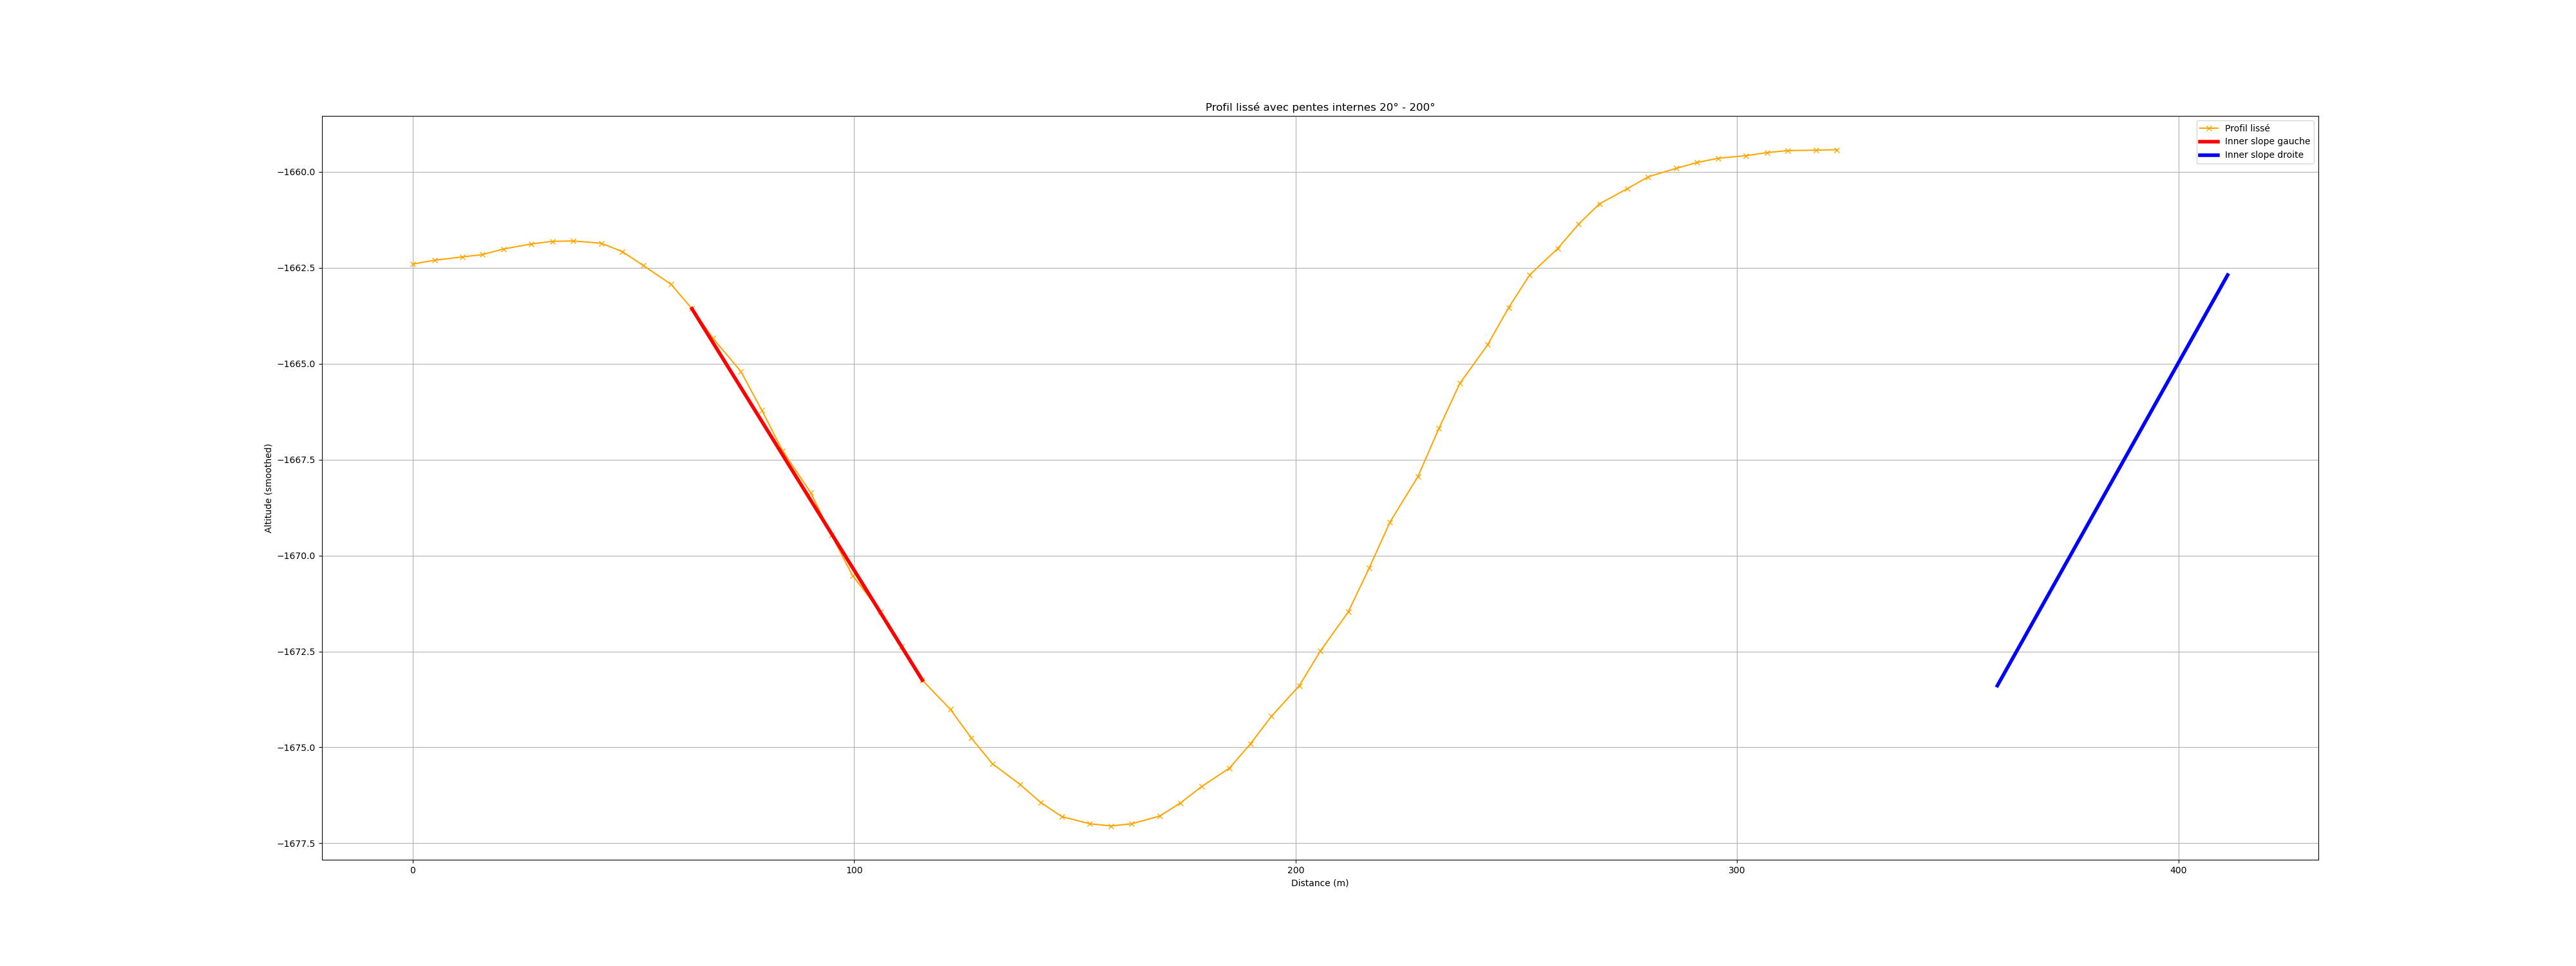 Profil lissé avec pentes internes 20° - 200°
Profil lissé
Inner slope gauche
Inner slope droite
−1660.0
−1662.5
−1665.0
−1667.5
−1670.0
−1672.5
−1675.0
−1677.5
Altitude (smoothed)
0 100 200 300 400
Distance (m)